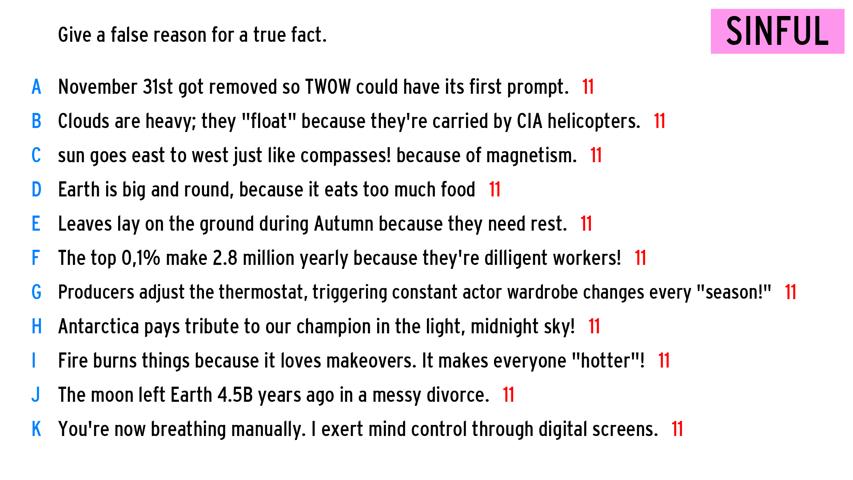 Give a false reason for a true fact.
SINFUL
A November 31st got removed so TWOW could have its first prompt. 11
B Clouds are heavy; they "float" because they're carried by CIA helicopters. 11
C sun goes east to west just like compasses! because of magnetism. 11
D Earth is big and round, because it eats too much food 11
E Leaves lay on the ground during Autumn because they need rest. 11
F The top 0,1% make 2.8 million yearly because they're dilligent workers! 11
G Producers adjust the thermostat, triggering constant actor wardrobe changes every "season!" 11
H Antarctica pays tribute to our champion in the light, midnight sky! 11
I Fire burns things because it loves makeovers. It makes everyone "hotter"! 11
J The moon left Earth 4.5B years ago in a messy divorce. 11
K You're now breathing manually. I exert mind control through digital screens. 11